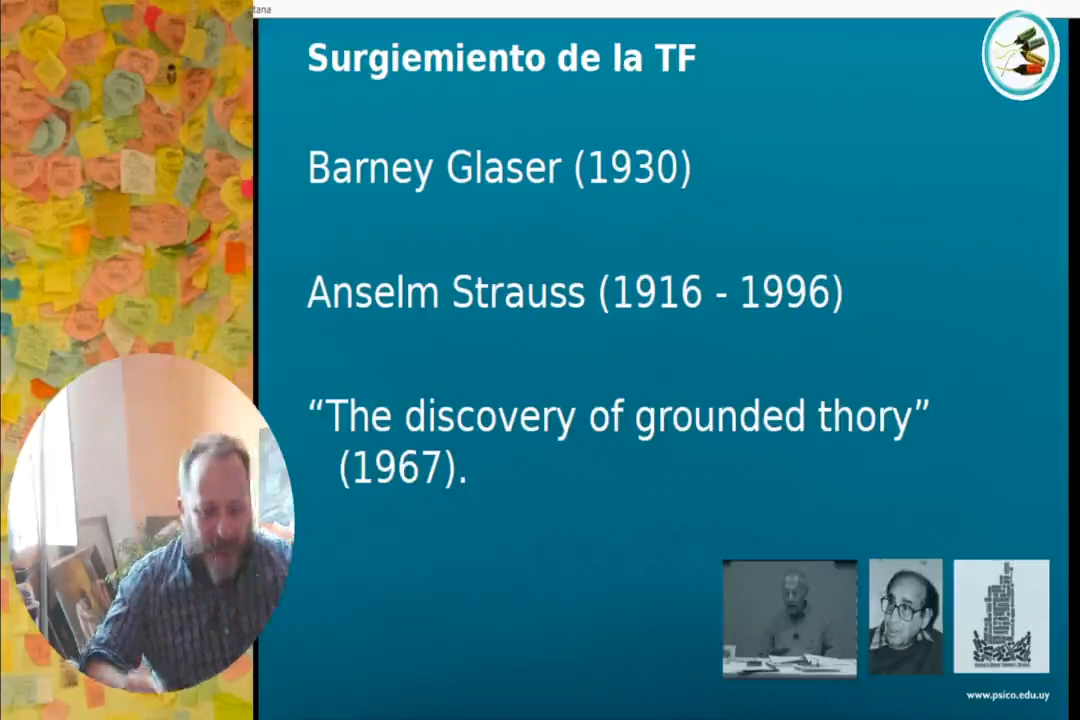 tana
Surgiemiento de la TF
Barney Glaser (1930)
Anselm Strauss (1916 - 1996)
“The discovery of grounded thory”
(1967).
www.psico.edu.uy